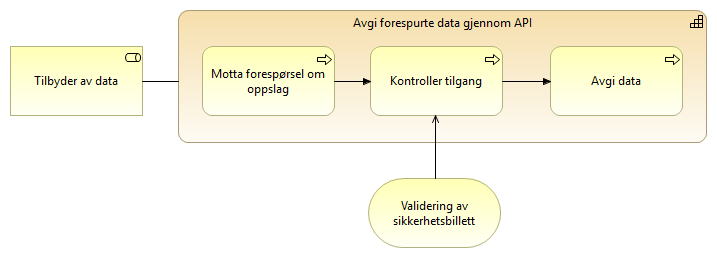 Avgi forespurte data gjennom API
Tilbyder av data
Motta forespørsel om
oppslag
Kontroller tilgang
Avgi data
Validering av
sikkerhetsbillett